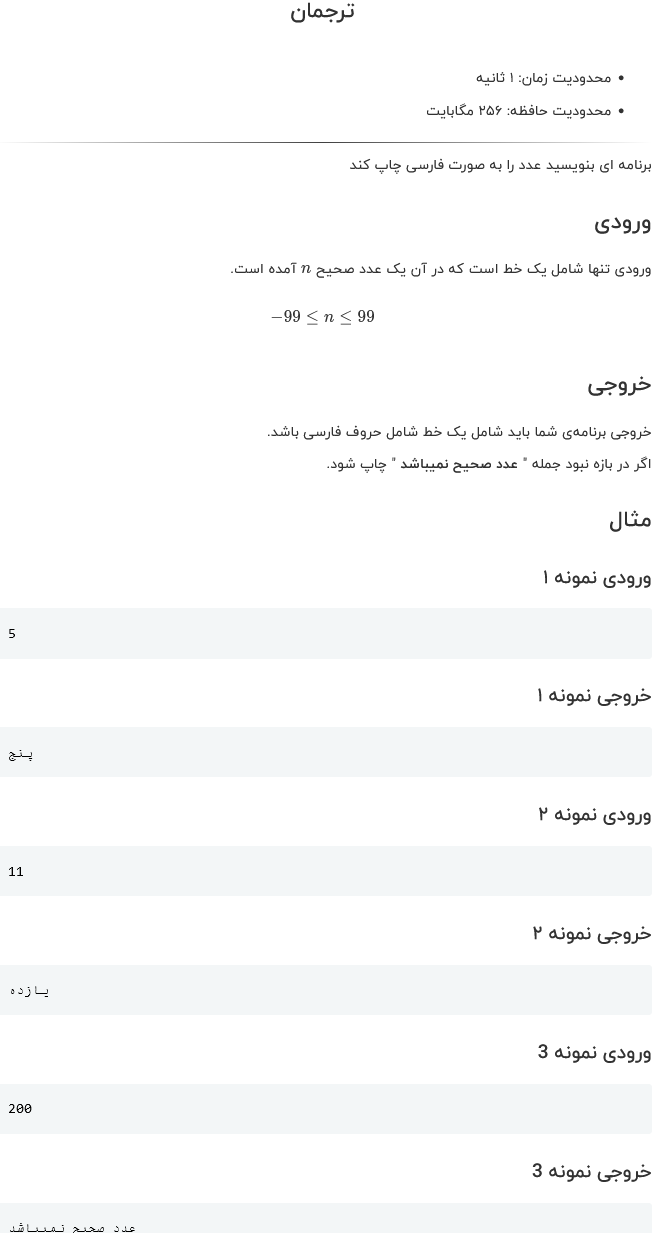 ترجمان
محدودیت زمان: ۱ ثانیه
محدودیت حافظه: ۲۵۶ مگابایت
برنامه ای بنویسید عدد را به صورت فارسی چاپ کند
ورودی
ورودی تنها شامل یک خط است که در آن یک عدد صحیح n آمده است.
−99 ≤ n ≤ 99
خروجی
خروجی برنامه‌ی شما باید شامل یک خط شامل حروف فارسی باشد.
اگر در بازه نبود جمله " عدد صحیح نمیباشد " چاپ شود.
مثال
ورودی نمونه ۱
5
خروجی نمونه ۱
پنج
ورودی نمونه ۲
11
خروجی نمونه ۲
یازده
ورودی نمونه 3
200
خروجی نمونه 3
عدد صحیح نمیباشد